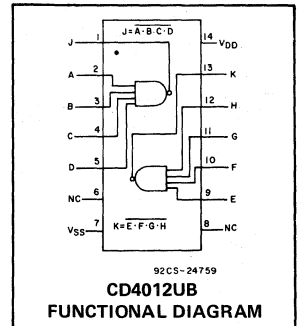 J=A·B·C·D
J 1
14 VDD
A 2
13 K
B 3
12 H
C 4
11 G
D 5
10 F
NC 6
9 E
VSS 7
8 NC
K=E·F·G·H
92CS-24759
CD4012UB
FUNCTIONAL DIAGRAM